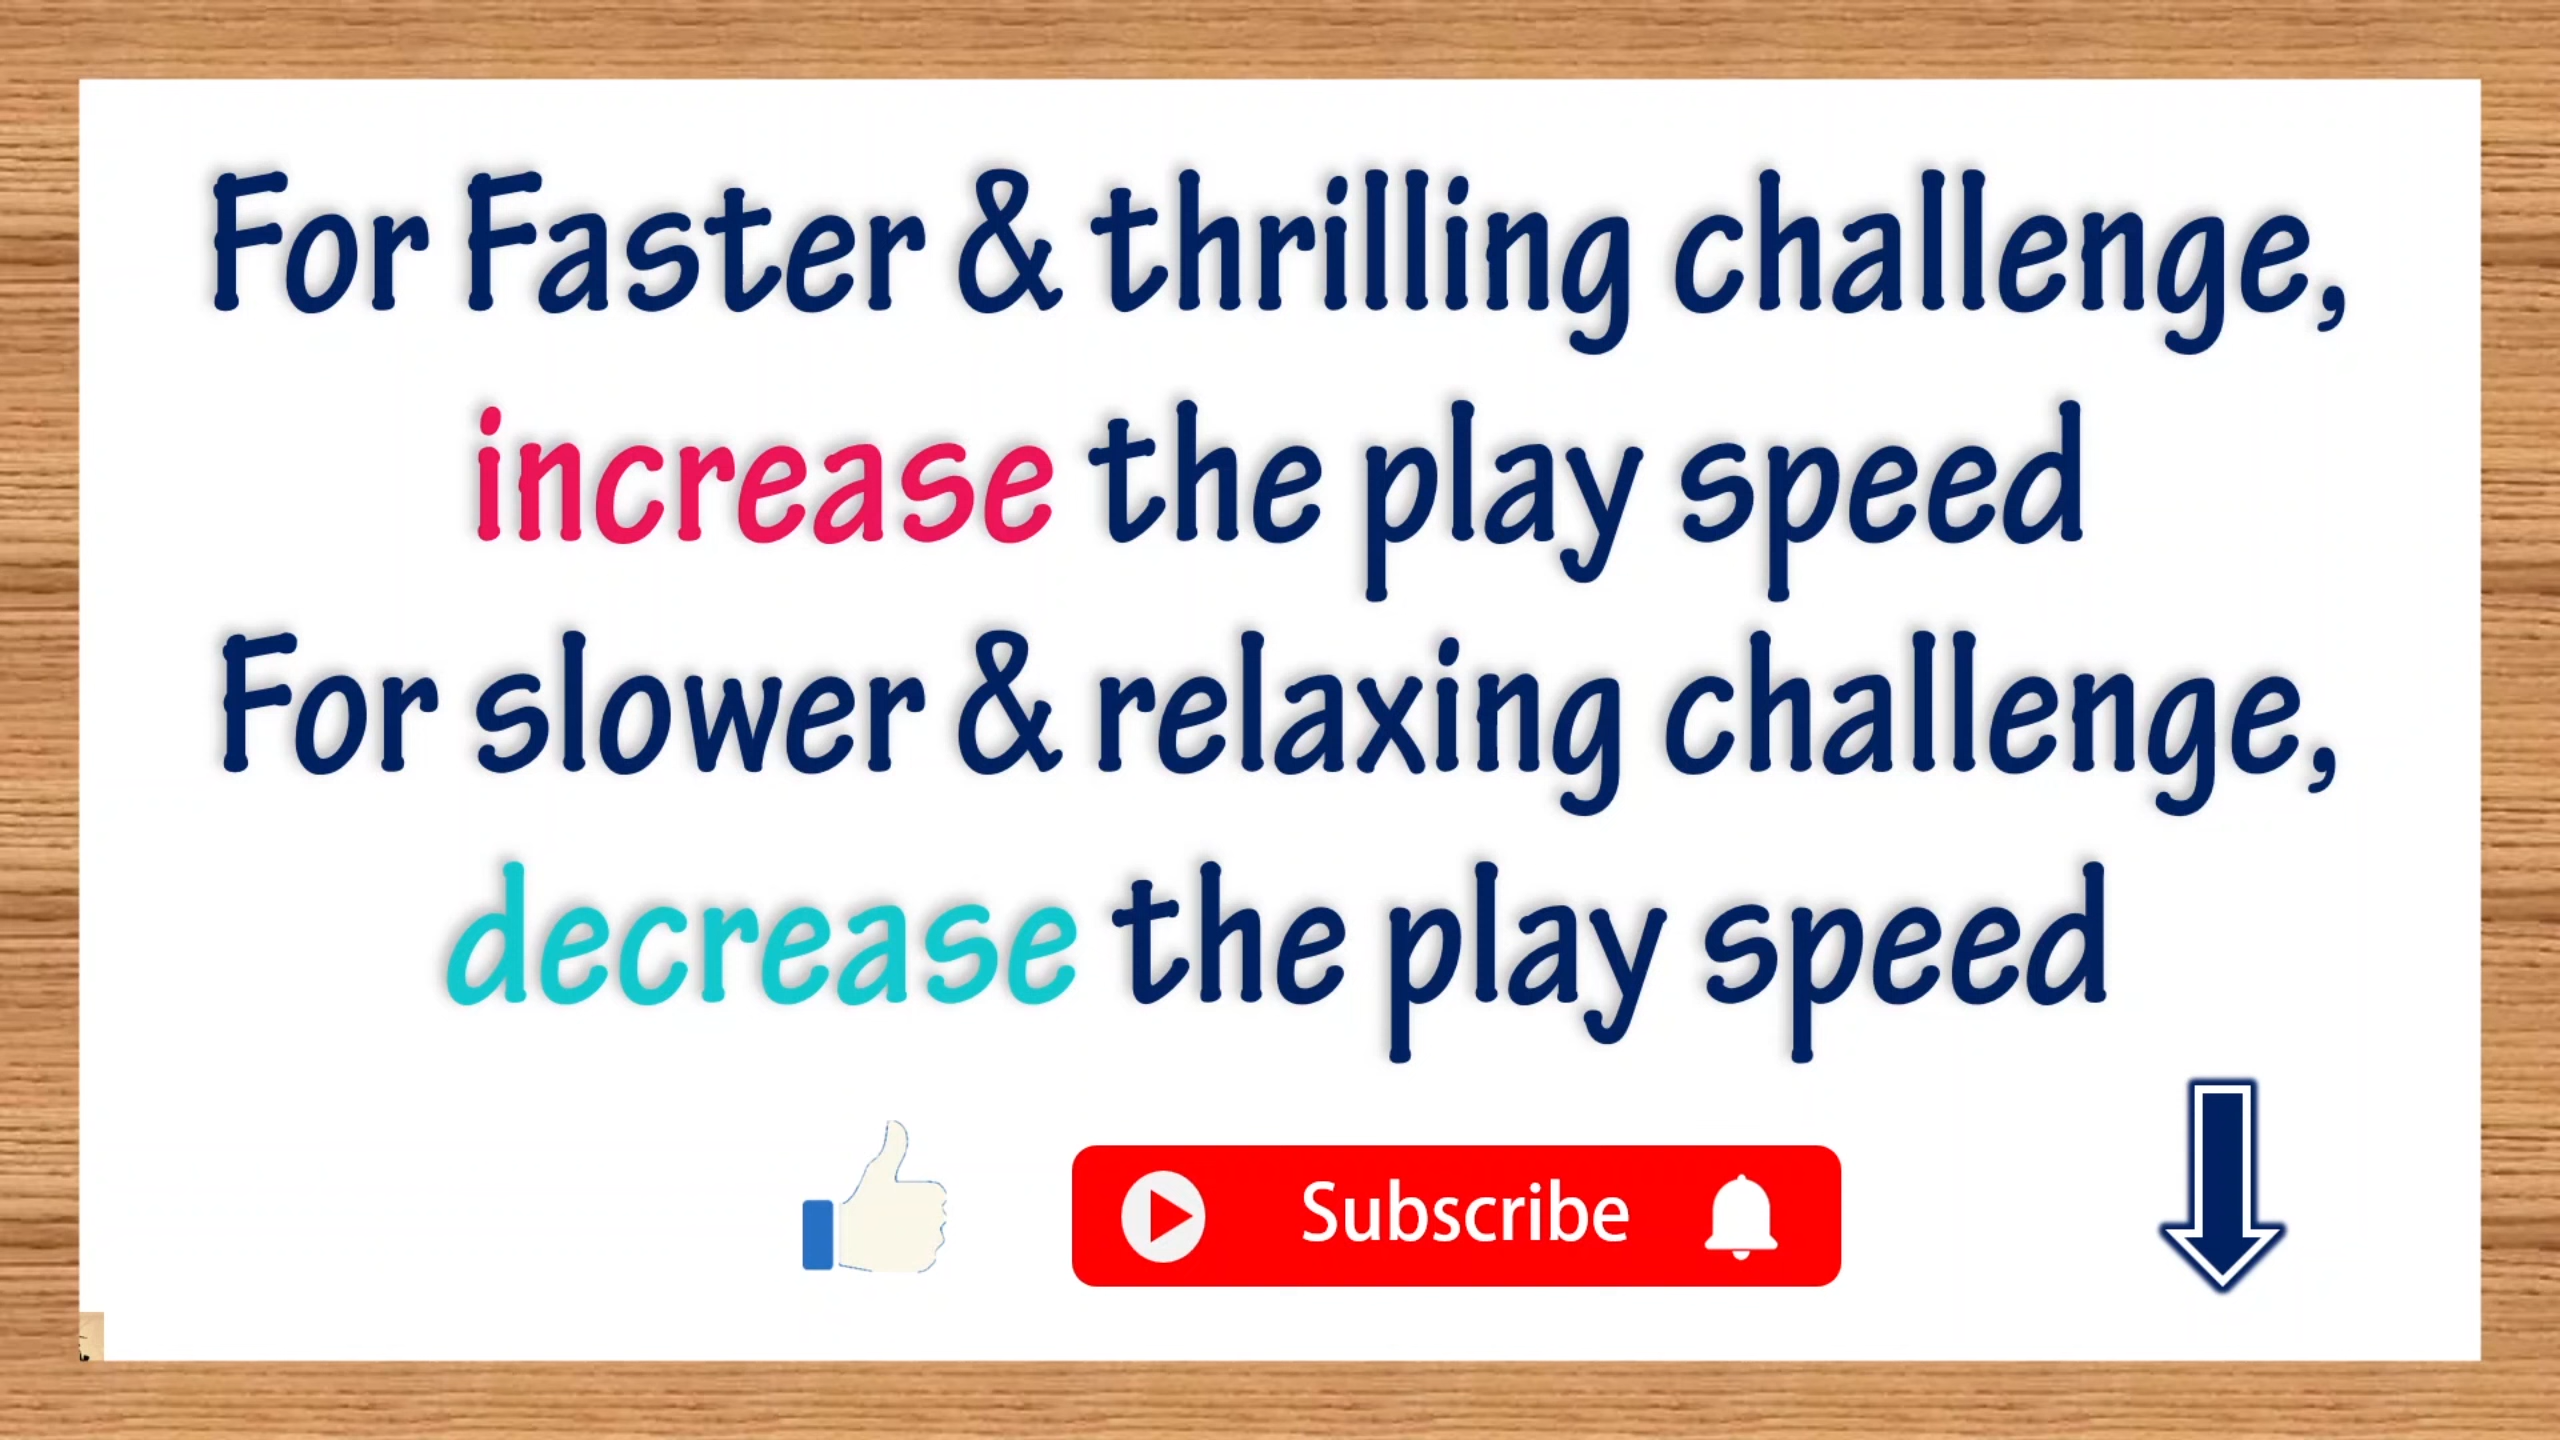 For Faster & thrilling challenge,
increase the play speed
For slower & relaxing challenge,
decrease the play speed
Subscribe